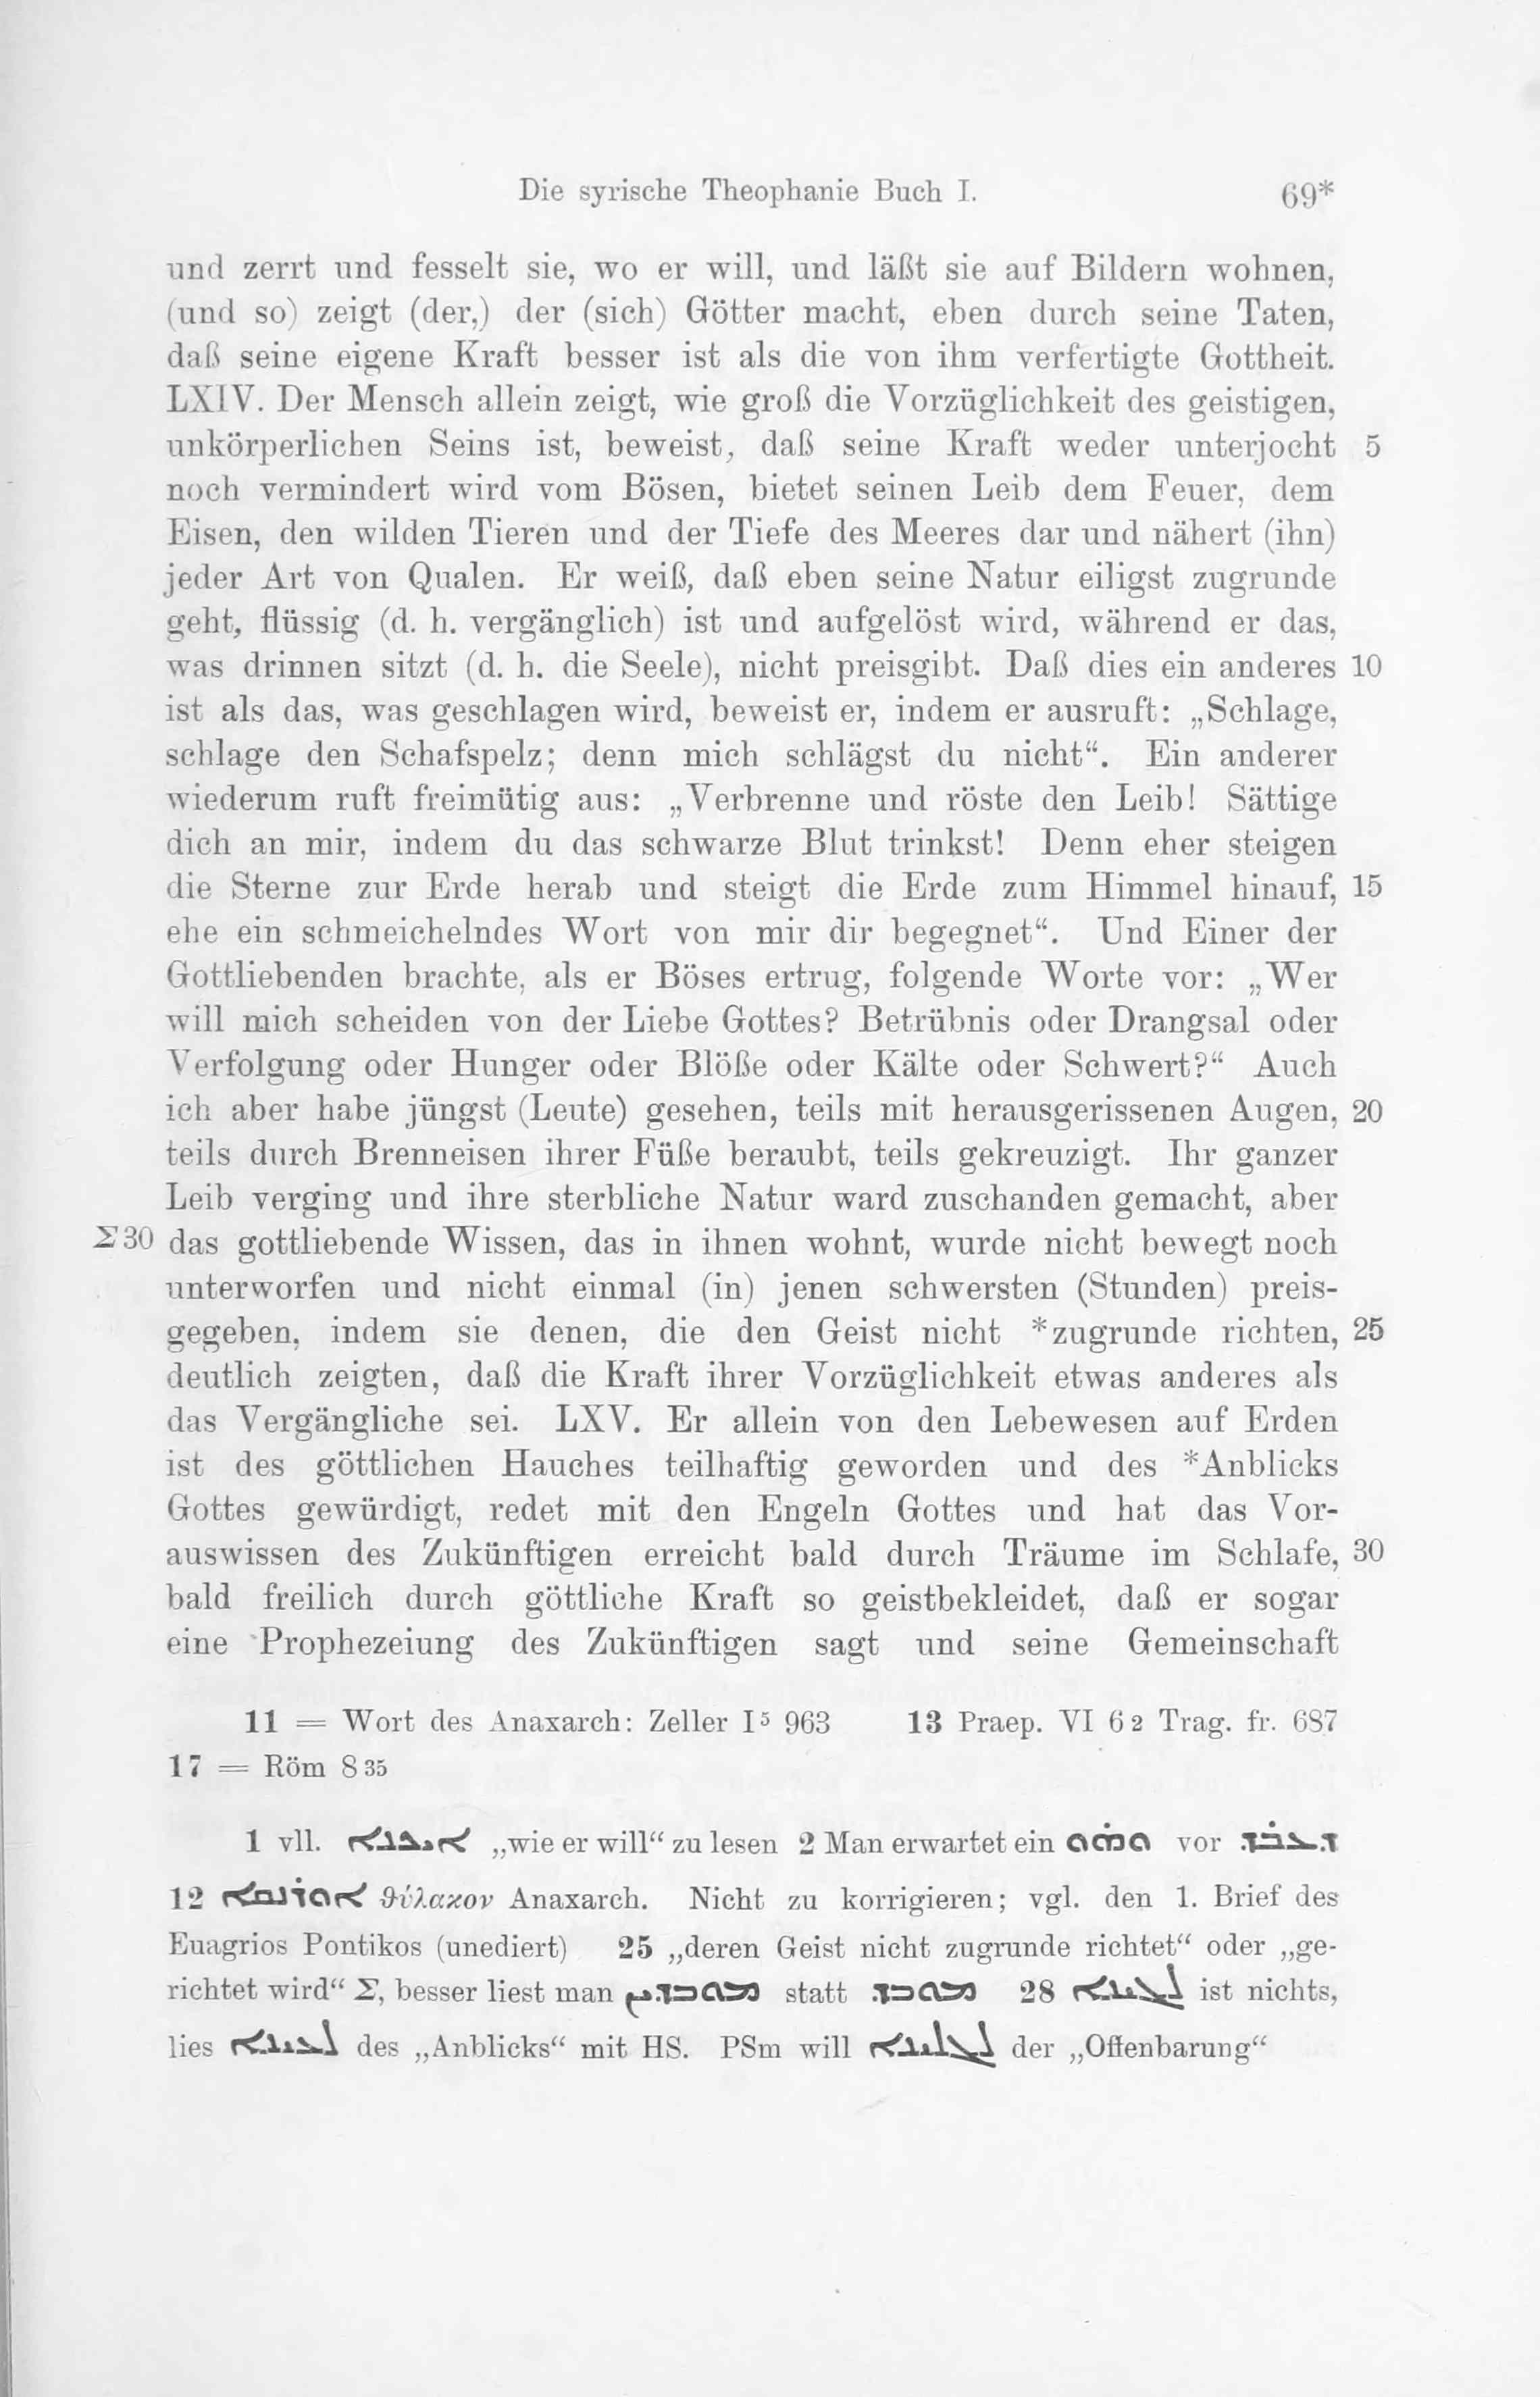 Die syrische Theophanie Buch I. 69*
und zerrt und fesselt sie, wo er will, und läßt sie auf Bildern wohnen,
(und so) zeigt (der,) der (sich) Götter macht, eben durch seine Taten,
daß seine eigene Kraft besser ist als die von ihm verfertigte Gottheit.
LXIV. Der Mensch allein zeigt, wie groß die Vorzüglichkeit des geistigen,
unkörperlichen Seins ist, beweist, daß seine Kraft weder unterjocht 5
noch vermindert wird vom Bösen, bietet seinen Leib dem Feuer, dem
Eisen, den wilden Tieren und der Tiefe des Meeres dar und nähert (ihn)
jeder Art von Qualen. Er weiß, daß eben seine Natur eiligst zugrunde
geht, flüssig (d. h. vergänglich) ist und aufgelöst wird, während er das,
was drinnen sitzt (d. h. die Seele), nicht preisgibt. Daß dies ein anderes 10
ist als das, was geschlagen wird, beweist er, indem er ausruft: „Schlage,
schlage den Schafspelz; denn mich schlägst du nicht“. Ein anderer
wiederum ruft freimütig aus: „Verbrenne und röste den Leib! Sättige
dich an mir, indem du das schwarze Blut trinkst! Denn eher steigen
die Sterne zur Erde herab und steigt die Erde zum Himmel hinauf, 15
ehe ein schmeichelndes Wort von mir dir begegnet“. Und Einer der
Gottliebenden brachte, als er Böses ertrug, folgende Worte vor: „Wer
will mich scheiden von der Liebe Gottes? Betrübnis oder Drangsal oder
Verfolgung oder Hunger oder Blöße oder Kälte oder Schwert?“ Auch
ich aber habe jüngst (Leute) gesehen, teils mit herausgerissenen Augen, 20
teils durch Brenneisen ihrer Füße beraubt, teils gekreuzigt. Ihr ganzer
Leib verging und ihre sterbliche Natur ward zuschanden gemacht, aber
Σ30 das gottliebende Wissen, das in ihnen wohnt, wurde nicht bewegt noch
unterworfen und nicht einmal (in) jenen schwersten (Stunden) preis-
gegeben, indem sie denen, die den Geist nicht *zugrunde richten, 25
deutlich zeigten, daß die Kraft ihrer Vorzüglichkeit etwas anderes als
das Vergängliche sei. LXV. Er allein von den Lebewesen auf Erden
ist des göttlichen Hauches teilhaftig geworden und des *Anblicks
Gottes gewürdigt, redet mit den Engeln Gottes und hat das Vor-
auswissen des Zukünftigen erreicht bald durch Träume im Schlafe, 30
bald freilich durch göttliche Kraft so geistbekleidet, daß er sogar
eine Prophezeiung des Zukünftigen sagt und seine Gemeinschaft
11 = Wort des Anaxarch: Zeller I⁵ 963 13 Praep. VI 6 2 Trag. fr. 687
17 = Röm 8 35
1 vll. ܐܝܟܢܐ „wie er will“ zu lesen 2 Man erwartet ein ܗܘ vor
12 θύλακον Anaxarch. Nicht zu korrigieren; vgl. den 1. Brief des
Euagrios Pontikos (unediert) 25 „deren Geist nicht zugrunde richtet“ oder „ge-
richtet wird“ Σ, besser liest man ܡܘܒܕܝܢ statt ܡܘܒܕ 28 ist nichts,
lies des „Anblicks“ mit HS. PSm will ܠܓܠܝܢܐ der „Offenbarung“